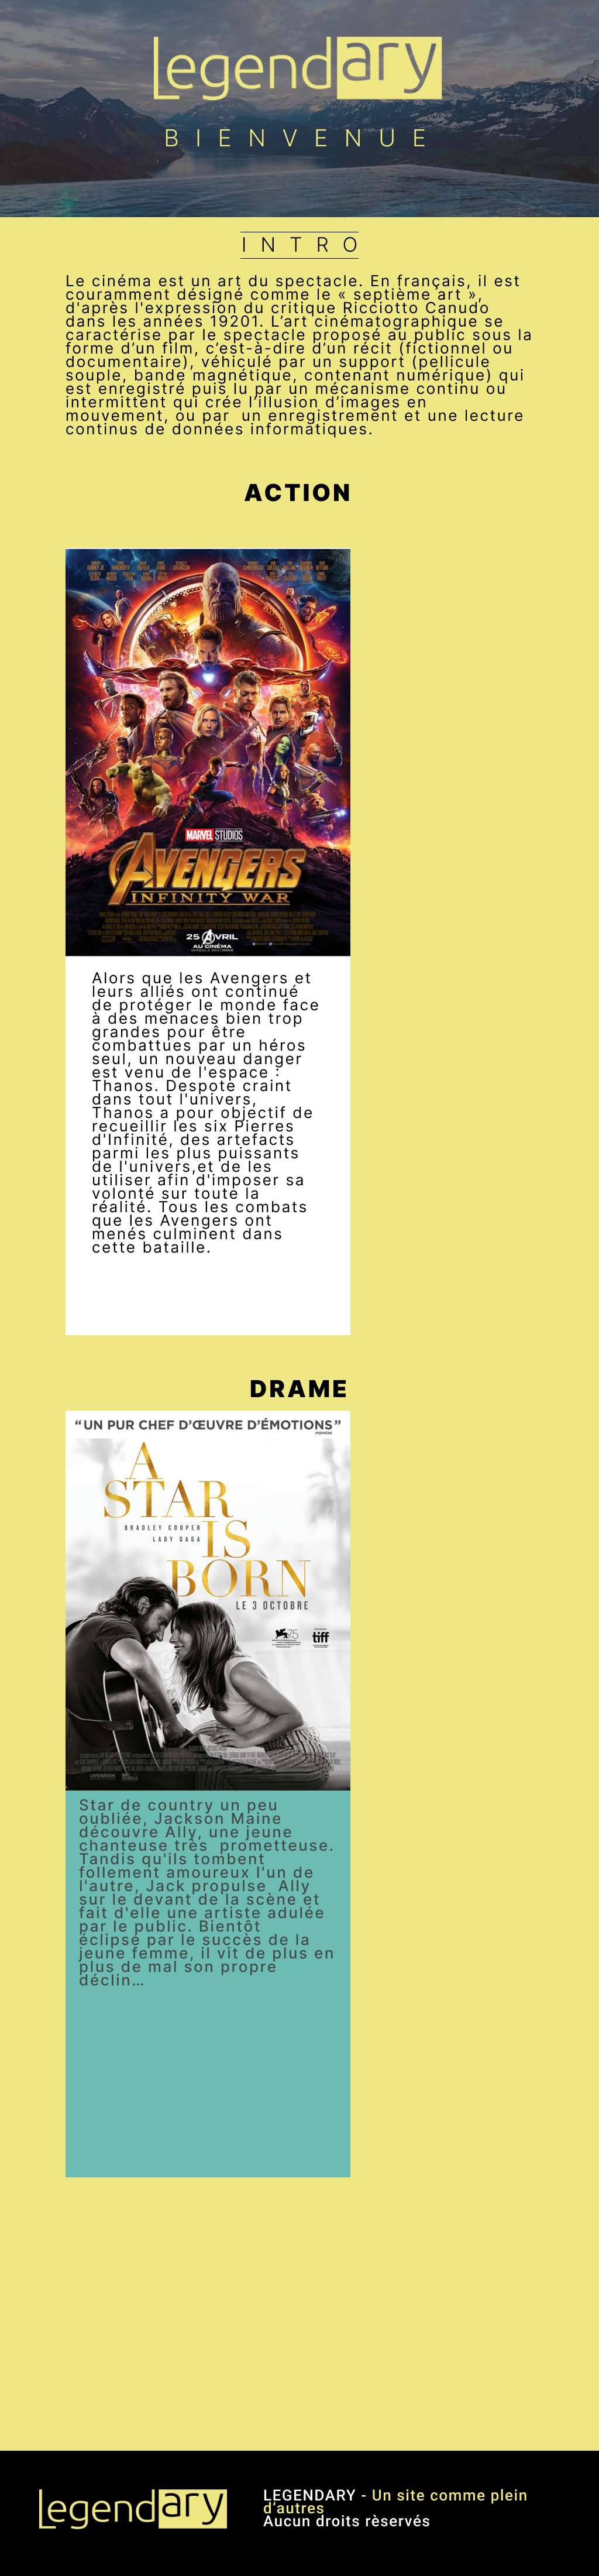 legendary
BIENVENUE
INTRO
Le cinéma est un art du spectacle. En français, il est
couramment désigné comme le « septième art »,
d'après l'expression du critique Ricciotto Canudo
dans les années 19201. L’art cinématographique se
caractérise par le spectacle proposé au public sous la
forme d’un film, c’est-à-dire d’un récit (fictionnel ou
documentaire), véhiculé par un support (pellicule
souple, bande magnétique, contenant numérique) qui
est enregistré puis lu par un mécanisme continu ou
intermittent qui crée l’illusion d’images en
mouvement, ou par  un enregistrement et une lecture
continus de données informatiques.
ACTION
MARVEL STUDIOS
AVENGERS
INFINITY WAR
25 AVRIL
AU CINÉMA
Alors que les Avengers et
leurs alliés ont continué
de protéger le monde face
à des menaces bien trop
grandes pour être
combattues par un héros
seul, un nouveau danger
est venu de l'espace :
Thanos. Despote craint
dans tout l'univers,
Thanos a pour objectif de
recueillir les six Pierres
d'Infinité, des artefacts
parmi les plus puissants
de l'univers,et de les
utiliser afin d'imposer sa
volonté sur toute la
réalité. Tous les combats
que les Avengers ont
menés culminent dans
cette bataille.
DRAME
“UN PUR CHEF D’ŒUVRE D’ÉMOTIONS”
PREMIÈRE
A
STAR
BRADLEY COOPER
LADY GAGA
IS
BORN
LE 3 OCTOBRE
75
tiff
Star de country un peu
oubliée, Jackson Maine
découvre Ally, une jeune
chanteuse très  prometteuse.
Tandis qu'ils tombent
follement amoureux l'un de
l'autre, Jack propulse  Ally
sur le devant de la scène et
fait d'elle une artiste adulée
par le public. Bientôt
éclipsé par le succès de la
jeune femme, il vit de plus en
plus de mal son propre
déclin…
legendary
LEGENDARY - Un site comme plein
d’autres
Aucun droits rèservés